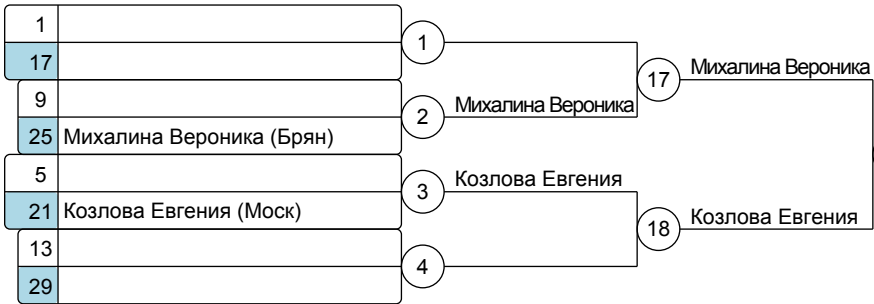 1
17
9
25 Михалина Вероника (Брян)
5
21 Козлова Евгения (Моск)
13
29
1
2 Михалина Вероника
3 Козлова Евгения
4
17 Михалина Вероника
18 Козлова Евгения